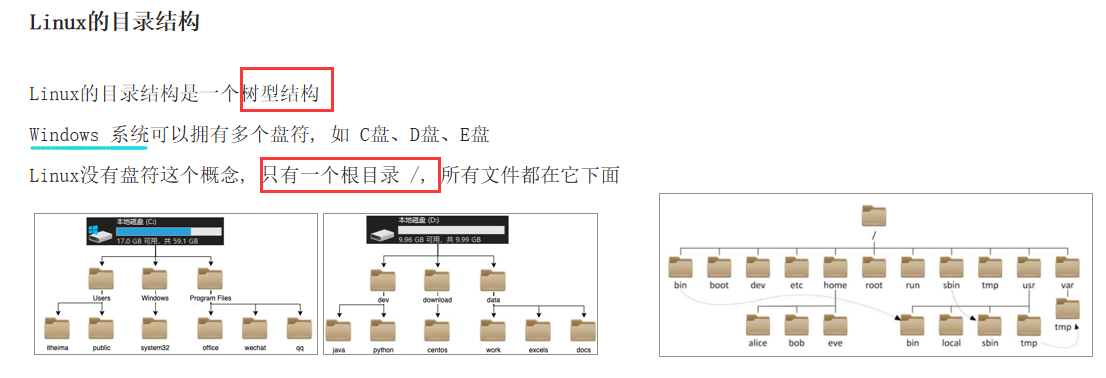 Linux的目录结构
Linux的目录结构是一个树型结构
Windows 系统可以拥有多个盘符, 如 C盘、D盘、E盘
Linux没有盘符这个概念, 只有一个根目录 /, 所有文件都在它下面
本地磁盘 (C:)
17.0 GB 可用，共 59.1 GB
Users Windows Program Files
itheima public system32 office wechat qq
本地磁盘 (D:)
9.96 GB 可用，共 9.99 GB
dev download data
java python centos work excels docs
/
bin boot dev etc home root run sbin tmp usr var
alice bob eve bin local sbin tmp tmp